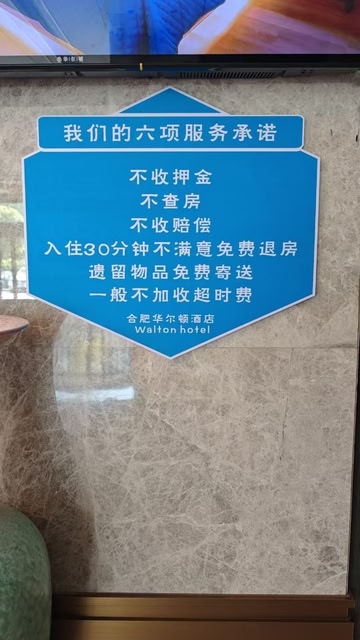 我们的六项服务承诺
不收押金
不查房
不收赔偿
入住30分钟不满意免费退房
遗留物品免费寄送
一般不加收超时费
合肥华尔顿酒店
Walton hotel